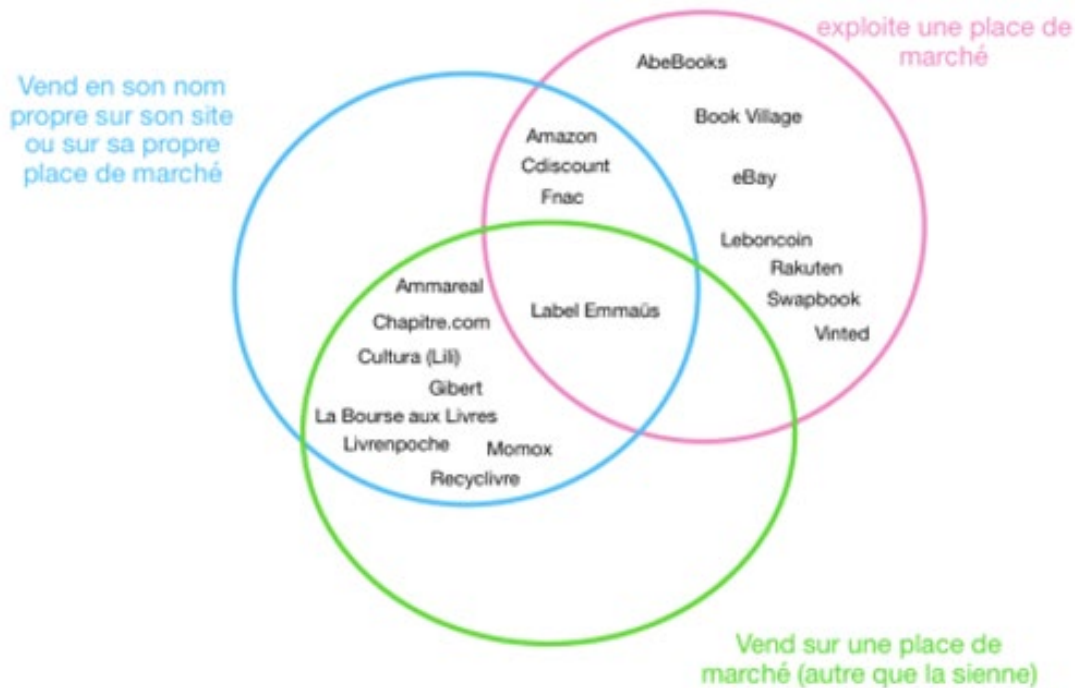 exploite une place de
marché
AbeBooks
Vend en son nom
propre sur son site
ou sur sa propre
place de marché
Book Village
Amazon
Cdiscount
Fnac
eBay
Leboncoin
Rakuten
Swapbook
Vinted
Ammareal
Chapitre.com
Cultura (Lili)
Gibert
La Bourse aux Livres
Livrenpoche
Momox
Recyclivre
Label Emmaüs
Vend sur une place de
marché (autre que la sienne)